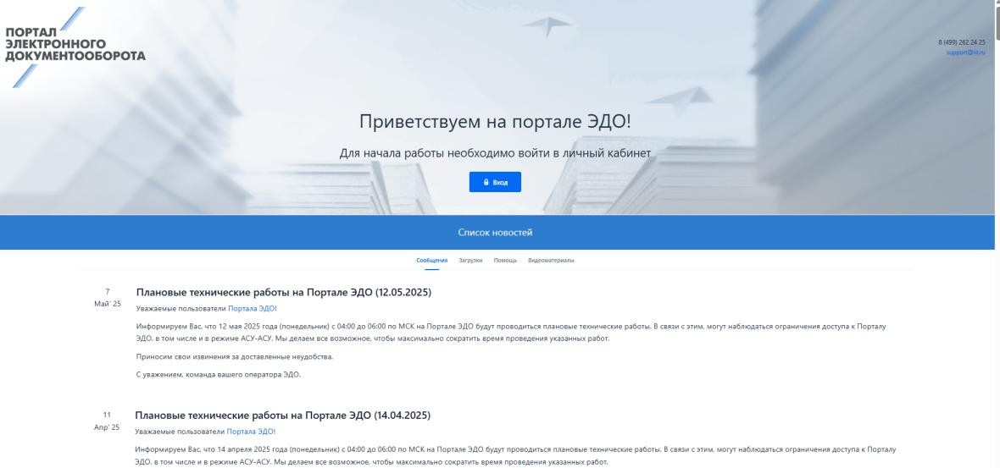 ПОРТАЛ
ЭЛЕКТРОННОГО
ДОКУМЕНТООБОРОТА
8 (499) 262 24 25
support@iit.ru
Приветствуем на портале ЭДО!
Для начала работы необходимо войти в личный кабинет
Вход
Список новостей
Сообщения Загрузки Помощь Видеоматериалы
7
Май' 25
Плановые технические работы на Портале ЭДО (12.05.2025)
Уважаемые пользователи Портала ЭДО!
Информируем Вас, что 12 мая 2025 года (понедельник) с 04:00 до 06:00 по МСК на Портале ЭДО будут проводиться плановые технические работы. В связи с этим, могут наблюдаться ограничения доступа к Порталу
ЭДО, в том числе и в режиме АСУ-АСУ. Мы делаем все возможное, чтобы максимально сократить время проведения указанных работ.
Приносим свои извинения за доставленные неудобства.
С уважением, команда вашего оператора ЭДО.
11
Апр' 25
Плановые технические работы на Портале ЭДО (14.04.2025)
Уважаемые пользователи Портала ЭДО!
Информируем Вас, что 14 апреля 2025 года (понедельник) с 04:00 до 06:00 по МСК на Портале ЭДО будут проводиться плановые технические работы. В связи с этим, могут наблюдаться ограничения доступа к Порталу
ЭДО, в том числе и в режиме АСУ-АСУ. Мы делаем все возможное, чтобы максимально сократить время проведения указанных работ.